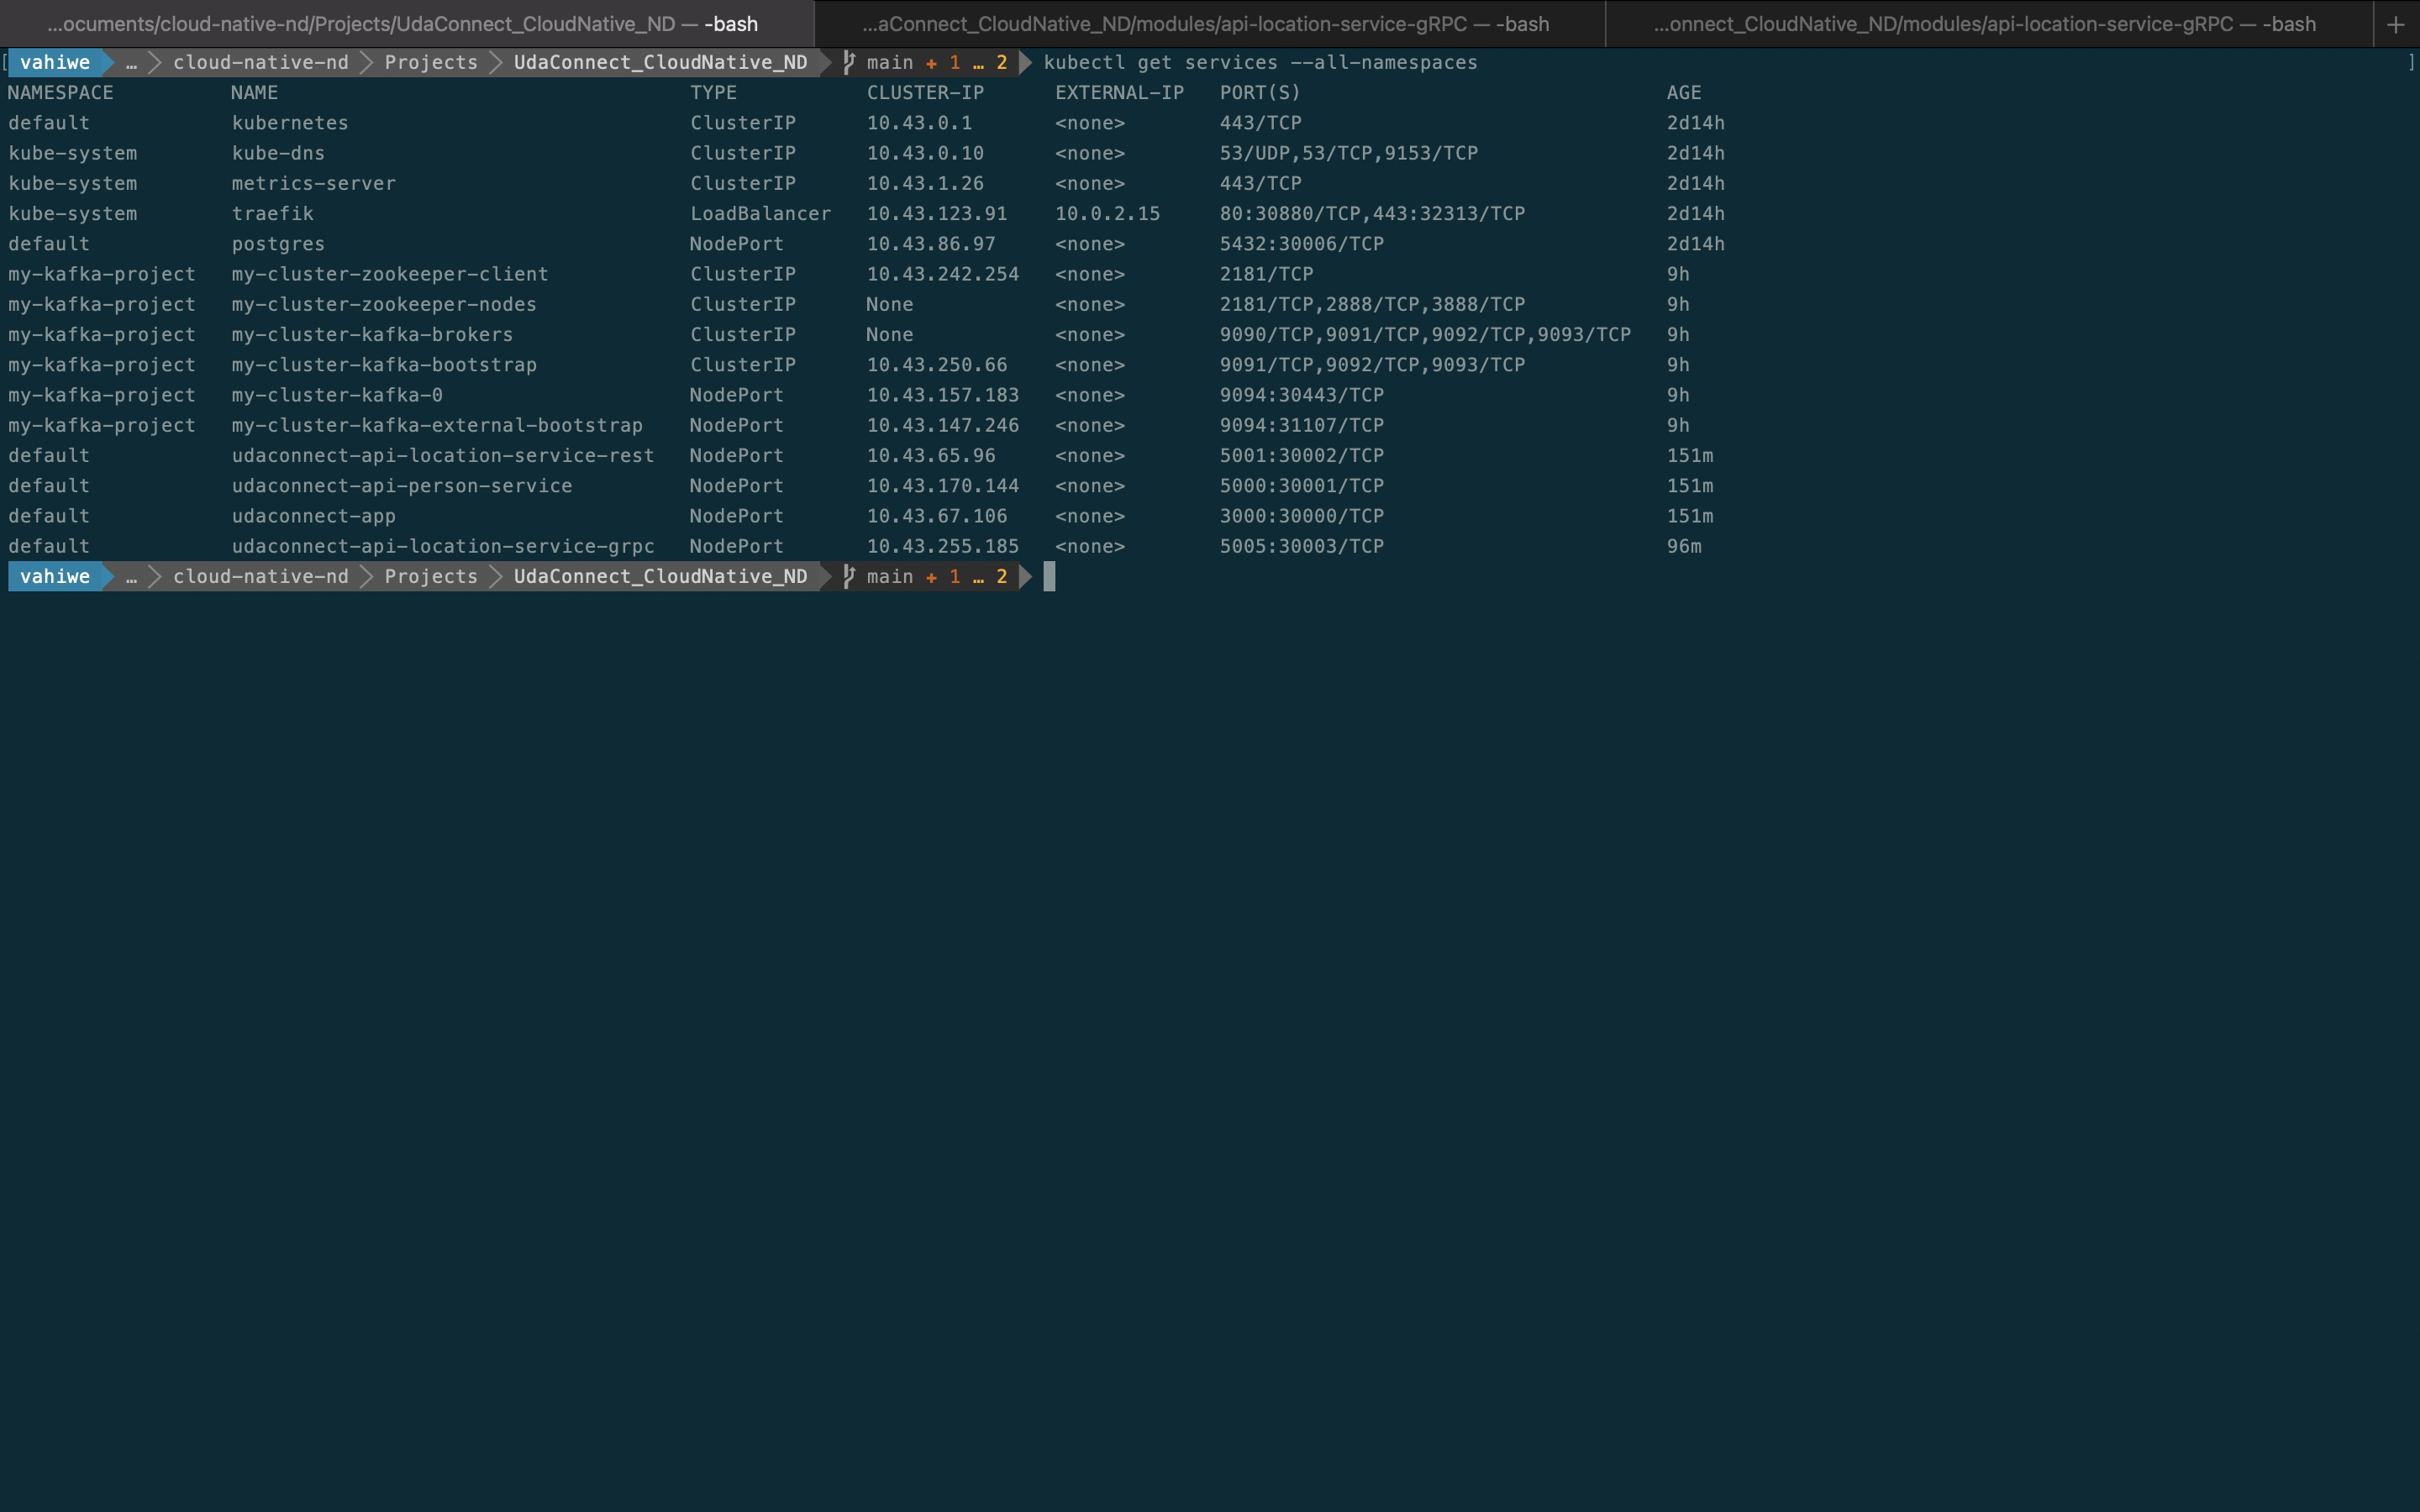 ...ocuments/cloud-native-nd/Projects/UdaConnect_CloudNative_ND — -bash
...aConnect_CloudNative_ND/modules/api-location-service-gRPC — -bash
...onnect_CloudNative_ND/modules/api-location-service-gRPC — -bash
+
[ vahiwe … cloud-native-nd Projects UdaConnect_CloudNative_ND main + 1 … 2 kubectl get services --all-namespaces ]
NAMESPACE NAME TYPE CLUSTER-IP EXTERNAL-IP PORT(S) AGE
default kubernetes ClusterIP 10.43.0.1 <none> 443/TCP 2d14h
kube-system kube-dns ClusterIP 10.43.0.10 <none> 53/UDP,53/TCP,9153/TCP 2d14h
kube-system metrics-server ClusterIP 10.43.1.26 <none> 443/TCP 2d14h
kube-system traefik LoadBalancer 10.43.123.91 10.0.2.15 80:30880/TCP,443:32313/TCP 2d14h
default postgres NodePort 10.43.86.97 <none> 5432:30006/TCP 2d14h
my-kafka-project my-cluster-zookeeper-client ClusterIP 10.43.242.254 <none> 2181/TCP 9h
my-kafka-project my-cluster-zookeeper-nodes ClusterIP None <none> 2181/TCP,2888/TCP,3888/TCP 9h
my-kafka-project my-cluster-kafka-brokers ClusterIP None <none> 9090/TCP,9091/TCP,9092/TCP,9093/TCP 9h
my-kafka-project my-cluster-kafka-bootstrap ClusterIP 10.43.250.66 <none> 9091/TCP,9092/TCP,9093/TCP 9h
my-kafka-project my-cluster-kafka-0 NodePort 10.43.157.183 <none> 9094:30443/TCP 9h
my-kafka-project my-cluster-kafka-external-bootstrap NodePort 10.43.147.246 <none> 9094:31107/TCP 9h
default udaconnect-api-location-service-rest NodePort 10.43.65.96 <none> 5001:30002/TCP 151m
default udaconnect-api-person-service NodePort 10.43.170.144 <none> 5000:30001/TCP 151m
default udaconnect-app NodePort 10.43.67.106 <none> 3000:30000/TCP 151m
default udaconnect-api-location-service-grpc NodePort 10.43.255.185 <none> 5005:30003/TCP 96m
vahiwe … cloud-native-nd Projects UdaConnect_CloudNative_ND main + 1 … 2